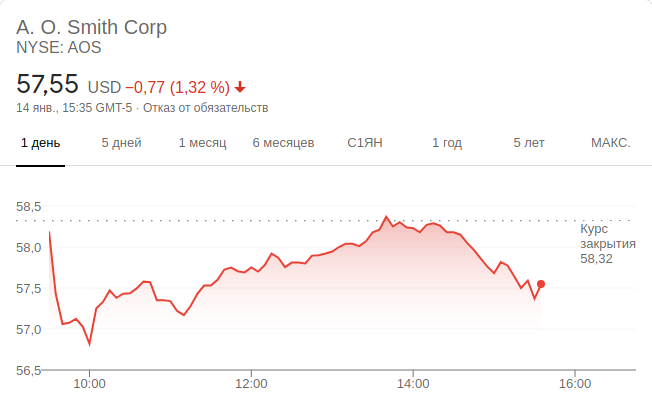 A. O. Smith Corp
NYSE: AOS
57,55 USD −0,77 (1,32 %)
14 янв., 15:35 GMT-5 · Отказ от обязательств
1 день 5 дней 1 месяц 6 месяцев С1ЯН 1 год 5 лет МАКС.
58,5
Курс
закрытия
58,32
58,0
57,5
57,0
56,5
10:00 12:00 14:00 16:00